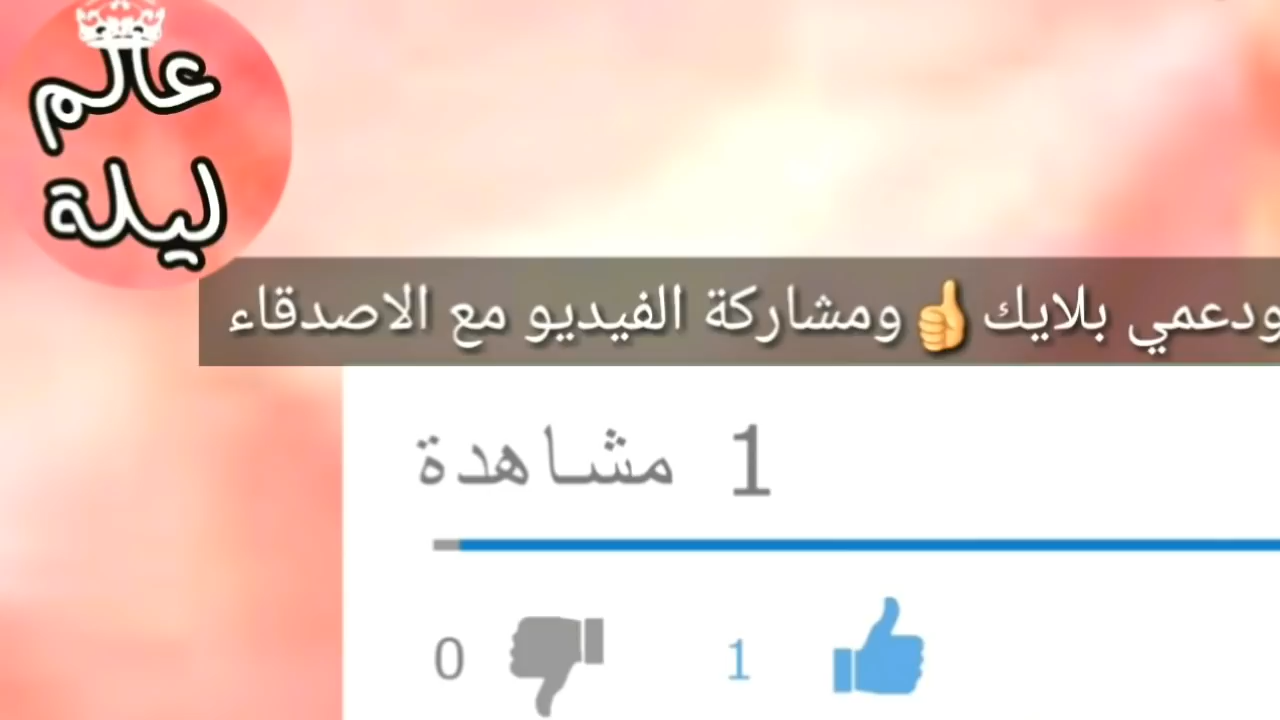 عالم
ليلة
ودعمي بلايك👍ومشاركة الفيديو مع الاصدقاء
1 مشاهدة
1
0